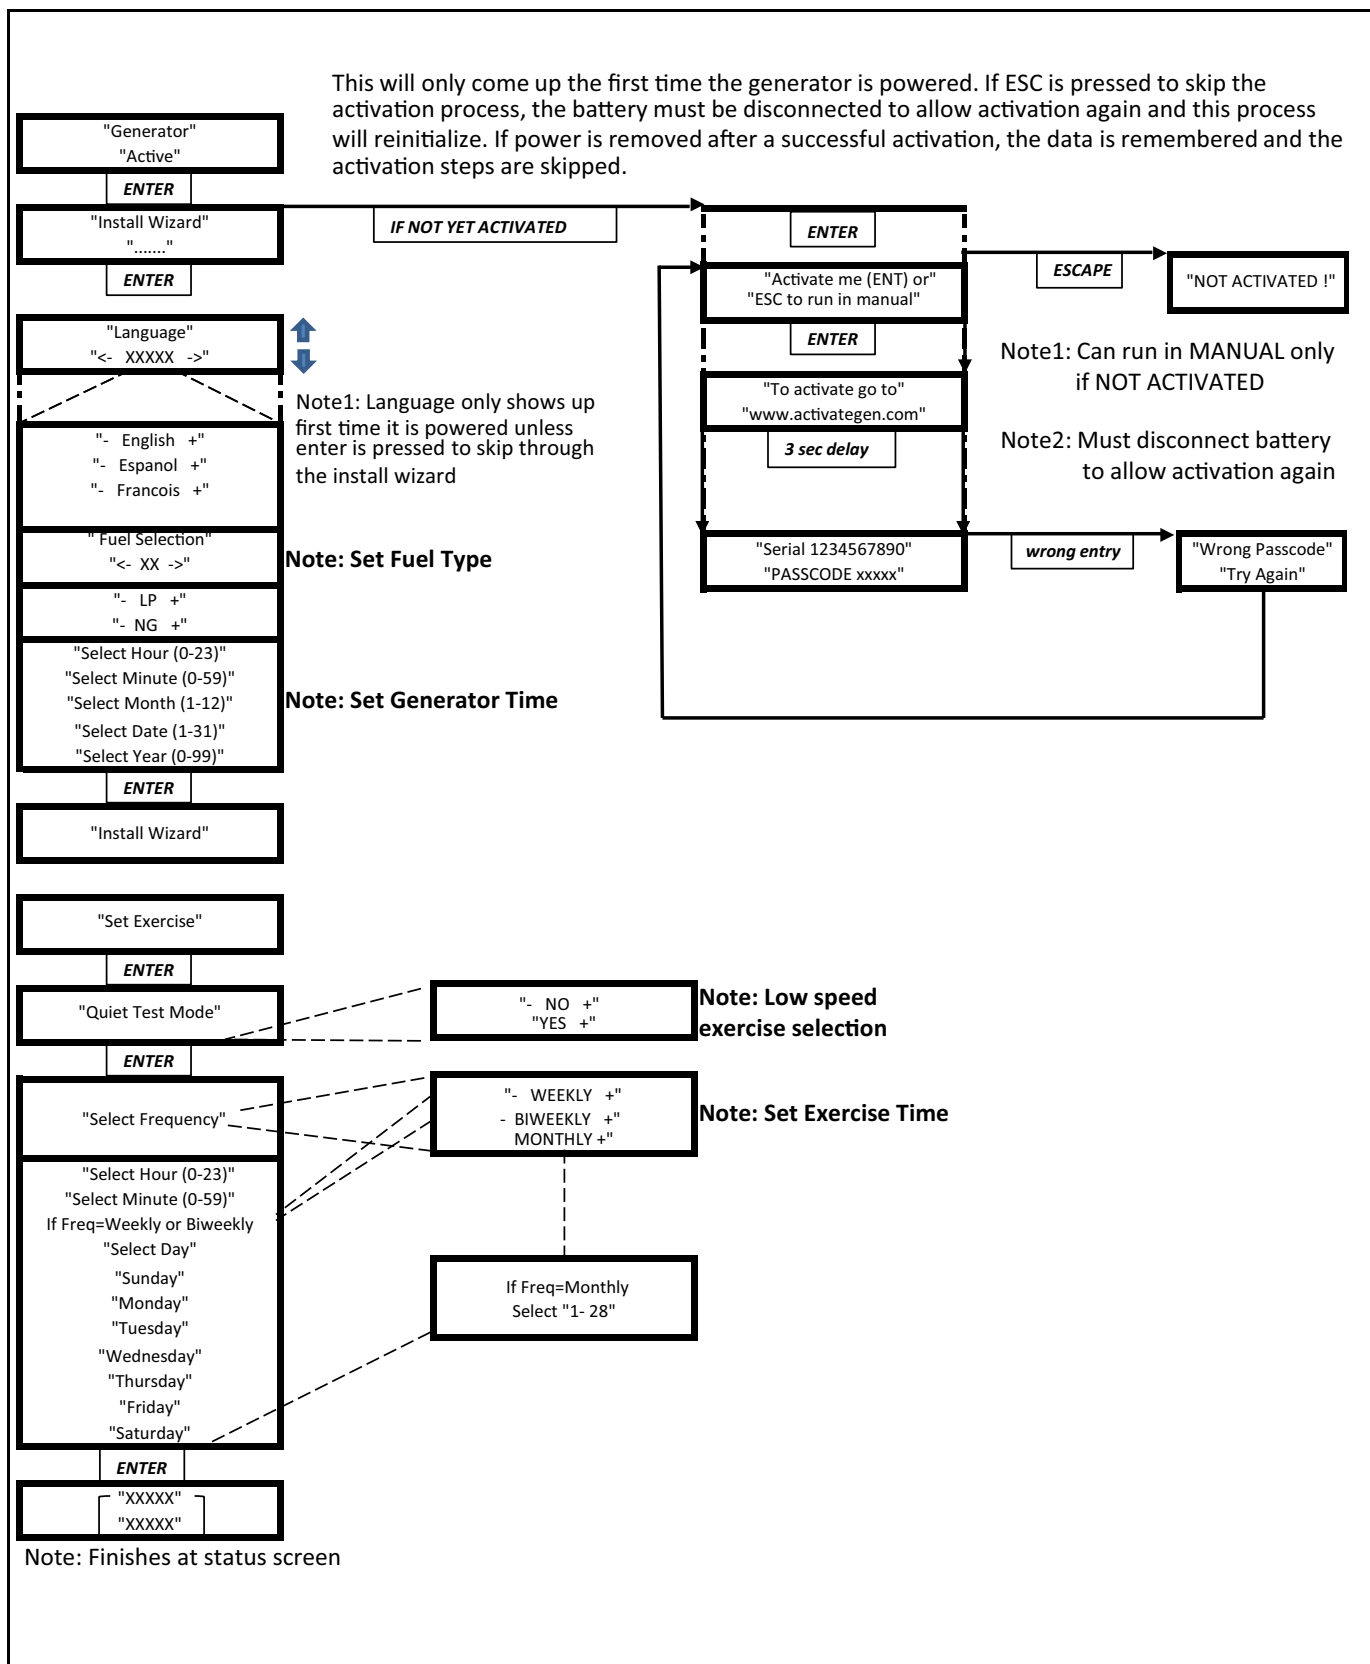 This will only come up the first time the generator is powered. If ESC is pressed to skip the
activation process, the battery must be disconnected to allow activation again and this process
will reinitialize. If power is removed after a successful activation, the data is remembered and the
activation steps are skipped.
"Generator"
"Active"
ENTER
"Install Wizard"
"......."
ENTER
IF NOT YET ACTIVATED
ENTER
"Activate me (ENT) or"
"ESC to run in manual"
ESCAPE
"NOT ACTIVATED !"
ENTER
Note1: Can run in MANUAL only
if NOT ACTIVATED
"To activate go to"
"www.activategen.com"
3 sec delay
Note2: Must disconnect battery
to allow activation again
"Serial 1234567890"
"PASSCODE xxxxx"
wrong entry
"Wrong Passcode"
"Try Again"
"Language"
"<-   XXXXX   ->"
Note1: Language only shows up
first time it is powered unless
enter is pressed to skip through
the install wizard
"-   English   +"
"-   Espanol   +"
"-   Francois   +"
" Fuel Selection"
"<- XX ->"
Note: Set Fuel Type
"-   LP   +"
"-  NG   +"
"Select Hour (0-23)"
"Select Minute (0-59)"
"Select Month (1-12)"
"Select Date (1-31)"
"Select Year (0-99)"
Note: Set Generator Time
ENTER
"Install Wizard"
"Set Exercise"
ENTER
"Quiet Test Mode"
"-   NO   +"
"YES   +"
Note: Low speed
exercise selection
ENTER
"Select Frequency"
"-   WEEKLY   +"
-  BIWEEKLY   +"
MONTHLY +"
Note: Set Exercise Time
"Select Hour (0-23)"
"Select Minute (0-59)"
If Freq=Weekly or Biweekly
"Select Day"
"Sunday"
"Monday"
"Tuesday"
"Wednesday"
"Thursday"
"Friday"
"Saturday"
If Freq=Monthly
Select "1- 28"
ENTER
"XXXXX"
"XXXXX"
Note: Finishes at status screen